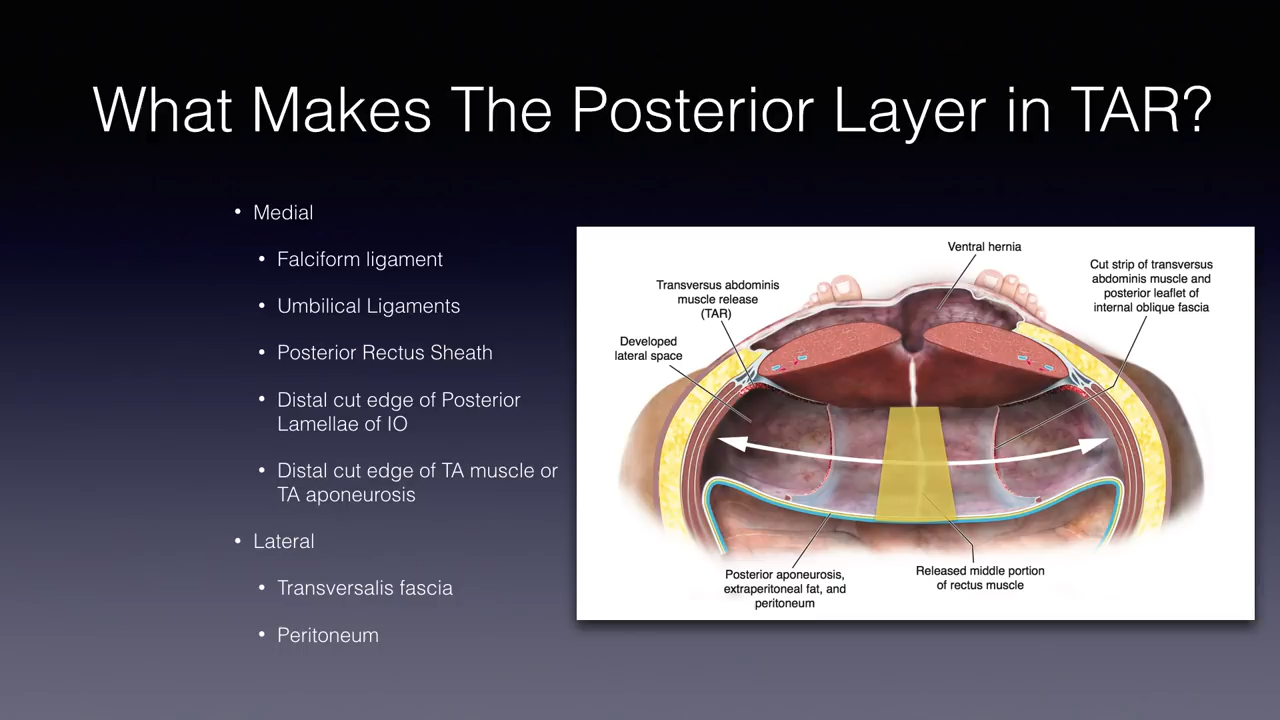 What Makes The Posterior Layer in TAR?
• Medial
• Falciform ligament
• Umbilical Ligaments
• Posterior Rectus Sheath
• Distal cut edge of Posterior
Lamellae of IO
• Distal cut edge of TA muscle or
TA aponeurosis
• Lateral
• Transversalis fascia
• Peritoneum
Ventral hernia
Transversus abdominis
muscle release
(TAR)
Developed
lateral space
Cut strip of transversus
abdominis muscle and
posterior leaflet of
internal oblique fascia
Posterior aponeurosis,
extraperitoneal fat, and
peritoneum
Released middle portion
of rectus muscle